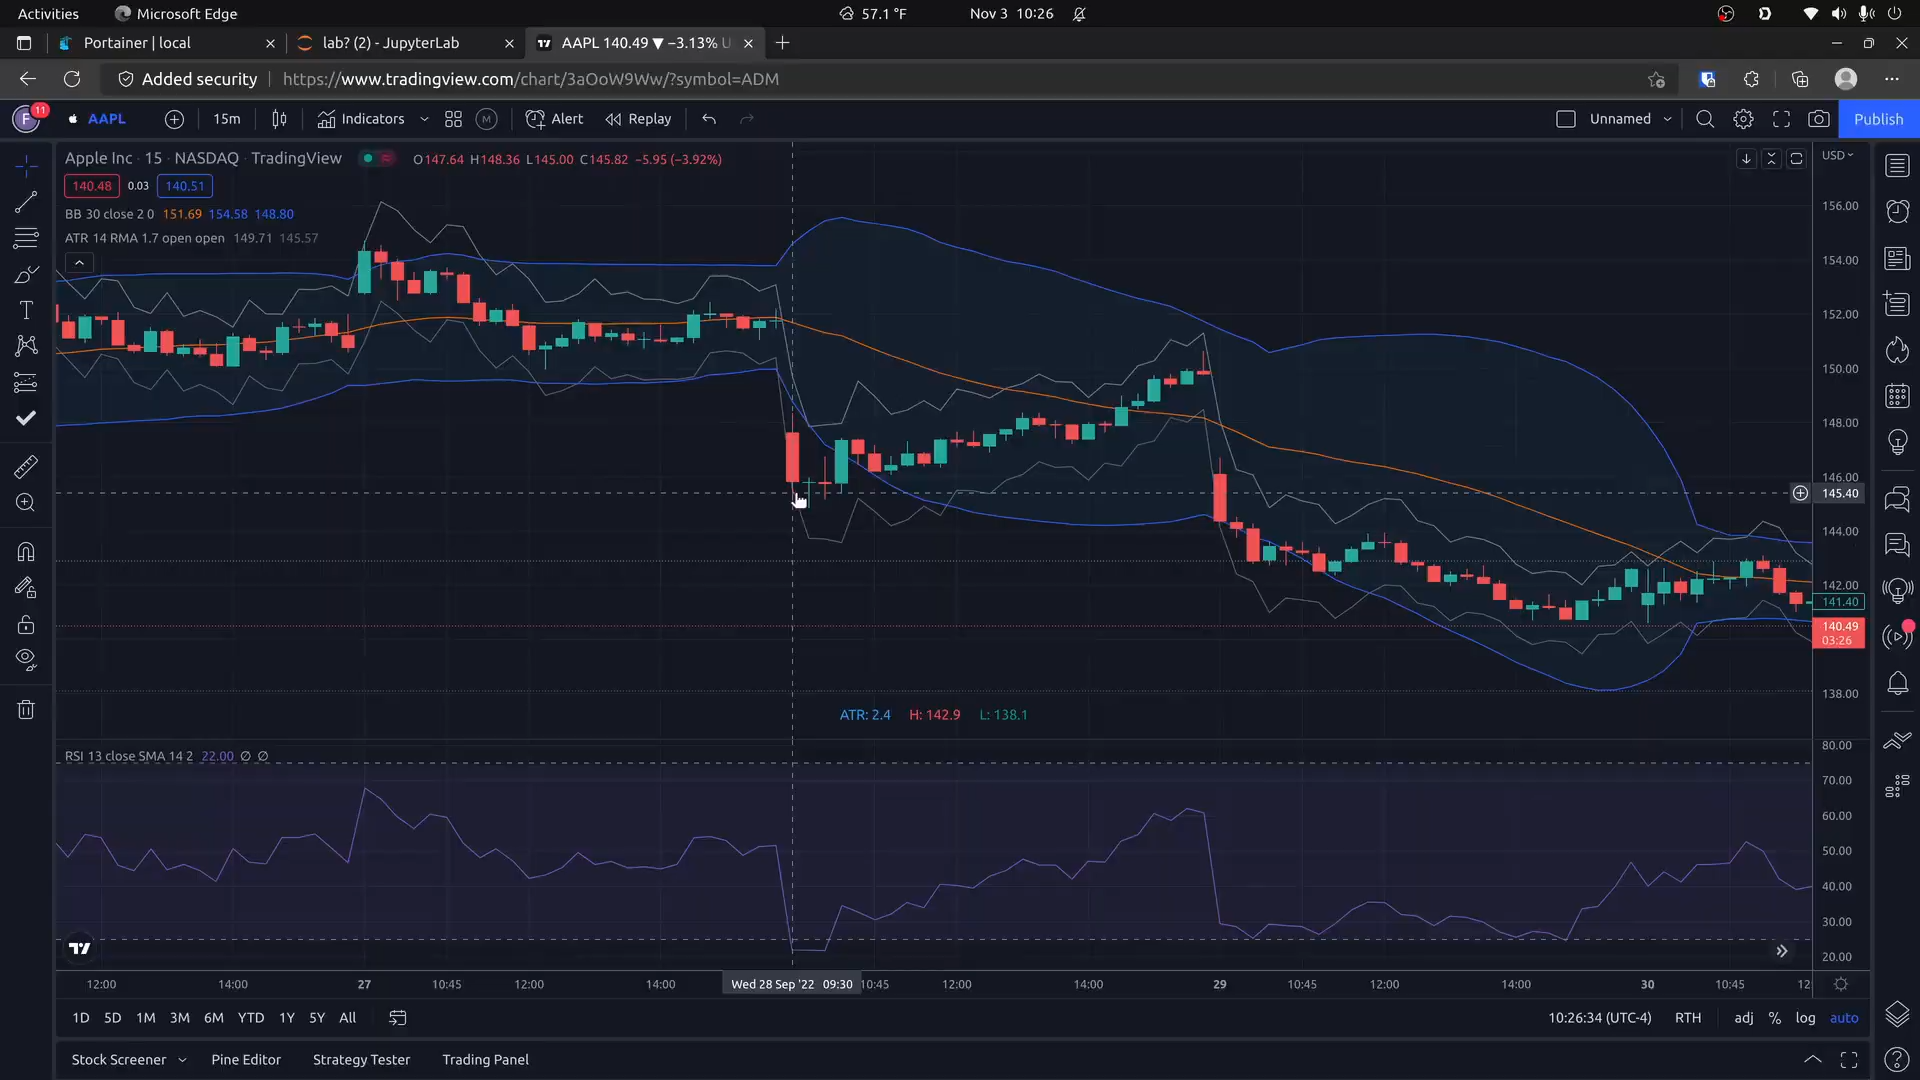 Activities
Microsoft Edge
57.1 °F
Nov 3 10:26
Portainer | local
lab? (2) - JupyterLab
AAPL 140.49 ▼ −3.13% U
Added security
https://www.tradingview.com/chart/3aOoW9Ww/?symbol=ADM
F
11
AAPL
15m
Indicators
M
Alert
Replay
Unnamed
Publish
Apple Inc · 15 · NASDAQ · TradingView
O147.64 H148.36 L145.00 C145.82 −5.95 (−3.92%)
USD
140.48 0.03 140.51
BB 30 close 2 0 151.69 154.58 148.80
ATR 14 RMA 1.7 open open 149.71 145.57
156.00
154.00
152.00
150.00
148.00
146.00
145.40
144.00
142.00
141.40
140.49
03:26
138.00
ATR: 2.4 H: 142.9 L: 138.1
RSI 13 close SMA 14 2 22.00 ∅ ∅
80.00
70.00
60.00
50.00
40.00
30.00
20.00
12:00 14:00 27 10:45 12:00 14:00 Wed 28 Sep '22 09:30 10:45 12:00 14:00 29 10:45 12:00 14:00 30 10:45 12:
1D 5D 1M 3M 6M YTD 1Y 5Y All
10:26:34 (UTC-4) RTH adj % log auto
Stock Screener
Pine Editor
Strategy Tester
Trading Panel